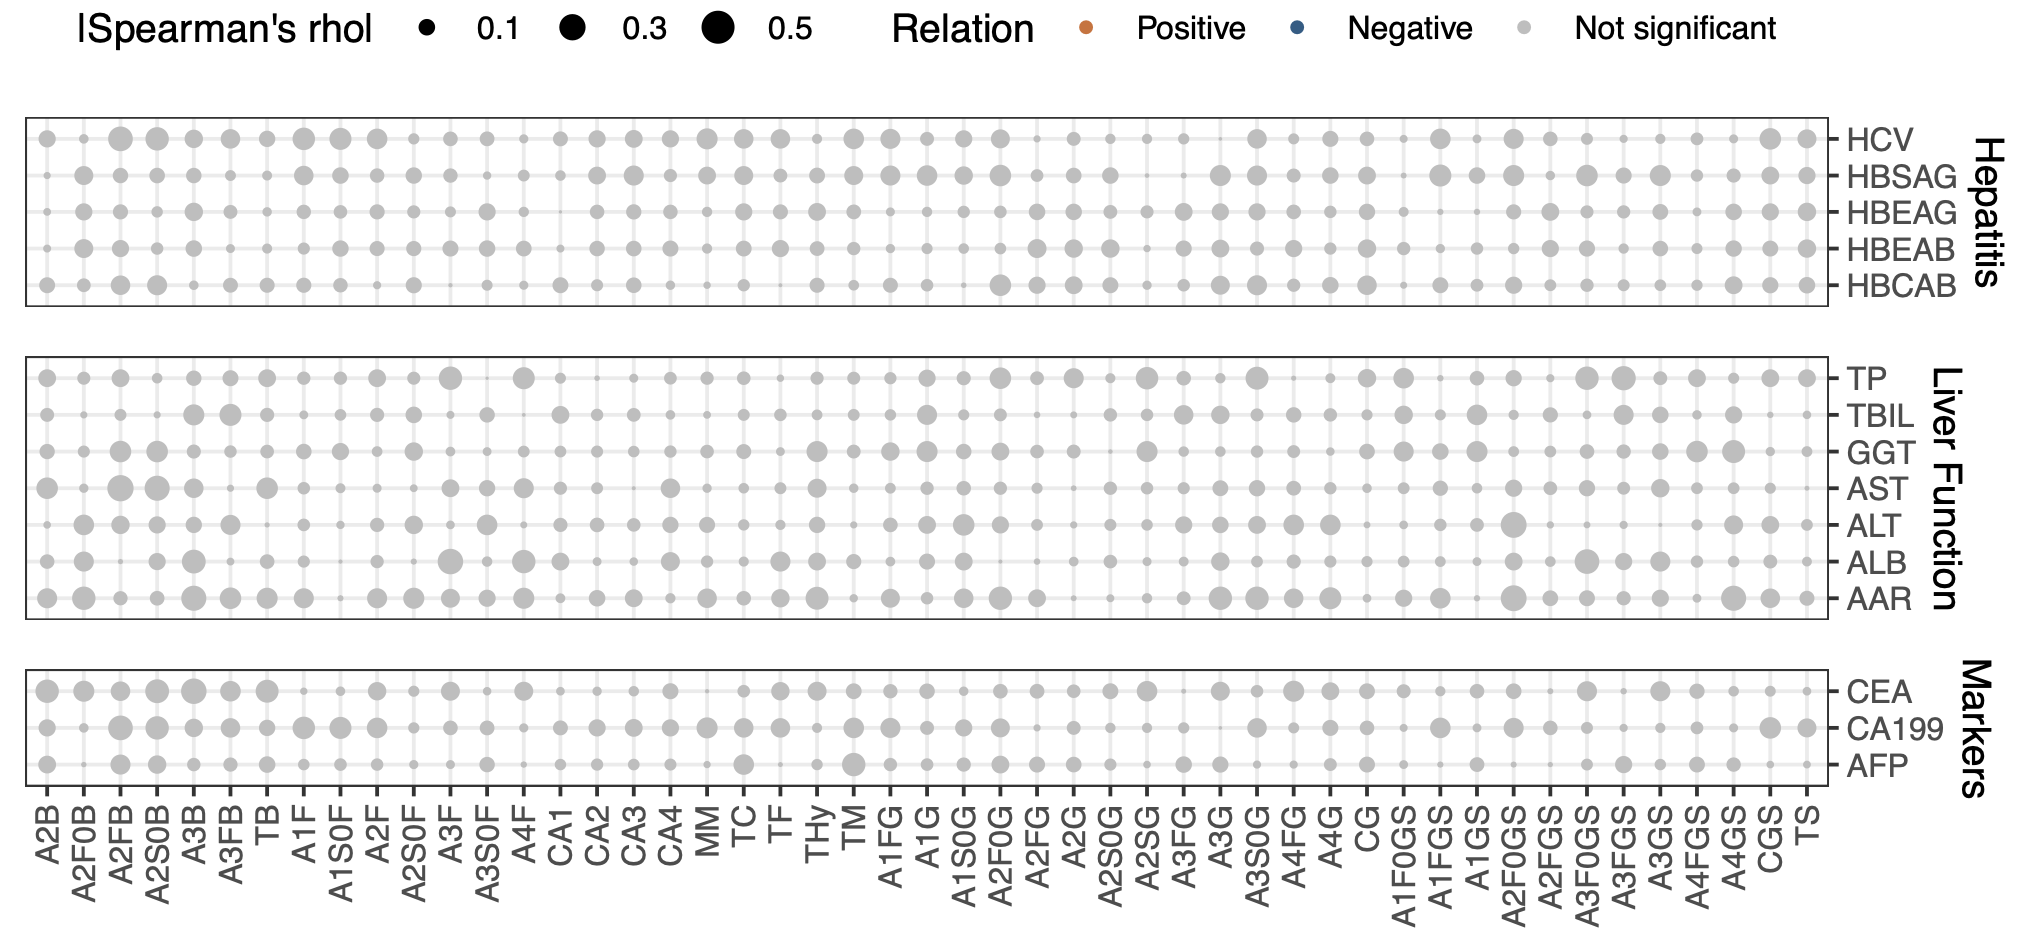 |Spearman's rho| 0.1 0.3 0.5 Relation Positive Negative Not significant
HCV
HBSAG
HBEAG
HBEAB
HBCAB
Hepatitis
TP
TBIL
GGT
AST
ALT
ALB
AAR
Liver Function
CEA
CA199
AFP
Markers
A2B
A2F0B
A2FB
A2S0B
A3B
A3FB
TB
A1F
A1S0F
A2F
A2S0F
A3F
A3S0F
A4F
CA1
CA2
CA3
CA4
MM
TC
TF
THy
TM
A1FG
A1G
A1S0G
A2F0G
A2FG
A2G
A2S0G
A2SG
A3FG
A3G
A3S0G
A4FG
A4G
CG
A1F0GS
A1FGS
A1GS
A2F0GS
A2FGS
A3F0GS
A3FGS
A3GS
A4FGS
A4GS
CGS
TS